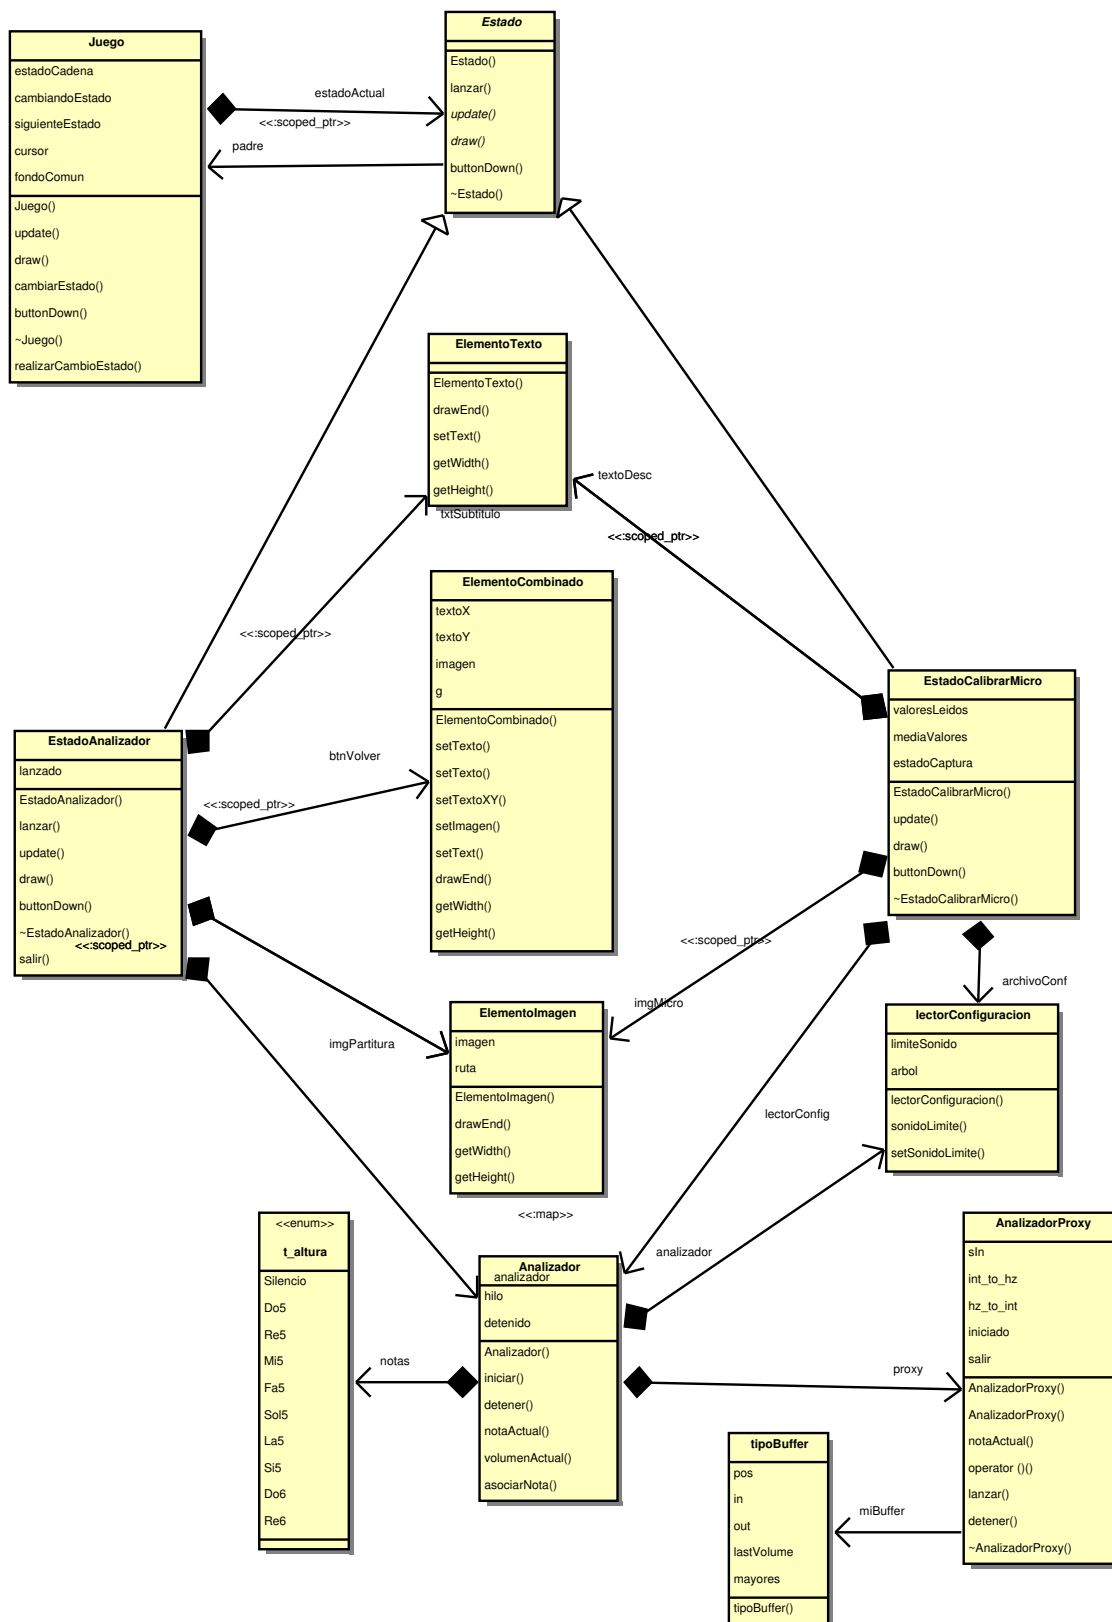 Juego
estadoCadena
cambiandoEstado
siguienteEstado
cursor
fondoComun
Juego()
update()
draw()
cambiarEstado()
buttonDown()
~Juego()
realizarCambioEstado()
estadoActual
<<:scoped_ptr>>
padre
Estado
Estado()
lanzar()
update()
draw()
buttonDown()
~Estado()
ElementoTexto
ElementoTexto()
drawEnd()
setText()
getWidth()
getHeight()
txtSubtitulo
textoDesc
<<:scoped_ptr>>
<<:scoped_ptr>>
ElementoCombinado
textoX
textoY
imagen
g
ElementoCombinado()
setTexto()
setTexto()
setTextoXY()
setImagen()
setText()
drawEnd()
getWidth()
getHeight()
btnVolver
<<:scoped_ptr>>
EstadoAnalizador
lanzado
EstadoAnalizador()
lanzar()
update()
draw()
buttonDown()
~EstadoAnalizador()
<<:scoped_ptr>>
salir()
EstadoCalibrarMicro
valoresLeidos
mediaValores
estadoCaptura
EstadoCalibrarMicro()
update()
draw()
buttonDown()
~EstadoCalibrarMicro()
<<:scoped_ptr>>
imgMicro
archivoConf
imgPartitura
ElementoImagen
imagen
ruta
ElementoImagen()
drawEnd()
getWidth()
getHeight()
lectorConfiguracion
limiteSonido
arbol
lectorConfiguracion()
sonidoLimite()
setSonidoLimite()
lectorConfig
<<:map>>
analizador
<<enum>>
t_altura
Silencio
Do5
Re5
Mi5
Fa5
Sol5
La5
Si5
Do6
Re6
notas
Analizador
analizador
hilo
detenido
Analizador()
iniciar()
detener()
notaActual()
volumenActual()
asociarNota()
proxy
AnalizadorProxy
sIn
int_to_hz
hz_to_int
iniciado
salir
AnalizadorProxy()
AnalizadorProxy()
notaActual()
operator ()()
lanzar()
detener()
~AnalizadorProxy()
miBuffer
tipoBuffer
pos
in
out
lastVolume
mayores
tipoBuffer()